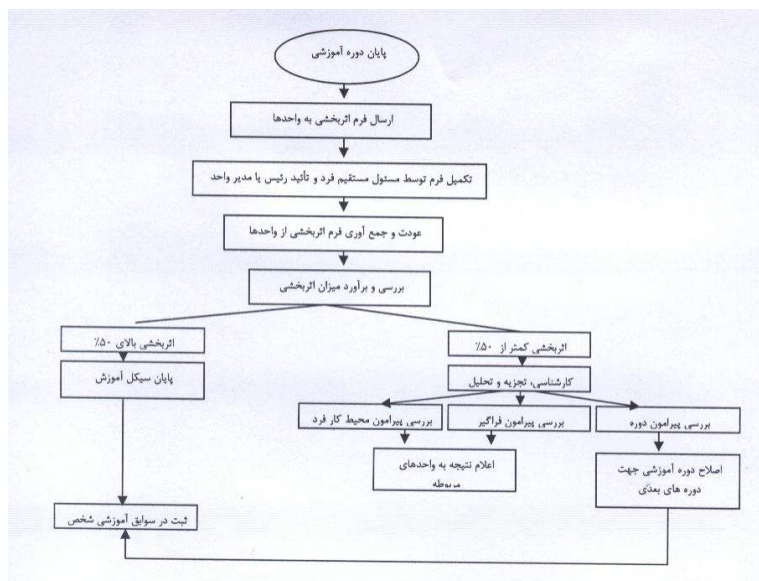 پایان دوره آموزشی
ارسال فرم اثربخشی به واحدها
تکمیل فرم توسط مسئول مستقیم فرد و تأئید رئیس یا مدیر واحد
عودت و جمع آوری فرم اثربخشی از واحدها
بررسی و برآورد میزان اثربخشی
اثربخشی کمتر از ۵۰٪
اثربخشی بالای ۵۰٪
کارشناسی، تجزیه و تحلیل
پایان سیکل آموزش
بررسی پیرامون دوره
بررسی پیرامون فراگیر
بررسی پیرامون محیط کار فرد
اصلاح دوره آموزشی جهت
دوره های بعدی
اعلام نتیجه به واحدهای
مربوطه
ثبت در سوابق آموزشی شخص